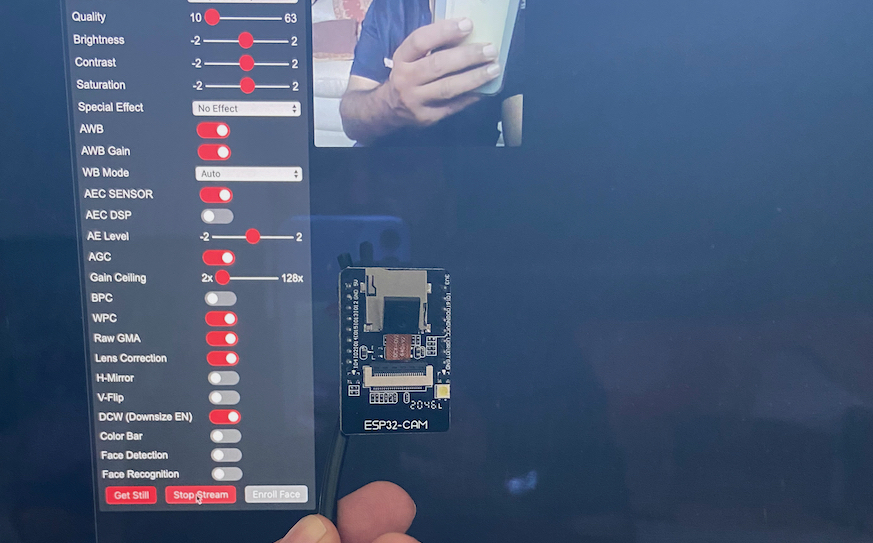 Quality 10 63
Brightness -2 2
Contrast -2 2
Saturation -2 2
Special Effect No Effect
AWB
AWB Gain
WB Mode Auto
AEC SENSOR
AEC DSP
AE Level -2 2
AGC
Gain Ceiling 2x 128x
BPC
WPC
Raw GMA
Lens Correction
H-Mirror
V-Flip
DCW (Downsize EN)
Color Bar
Face Detection
Face Recognition
Get Still Stop Stream Enroll Face
ESP32-CAM